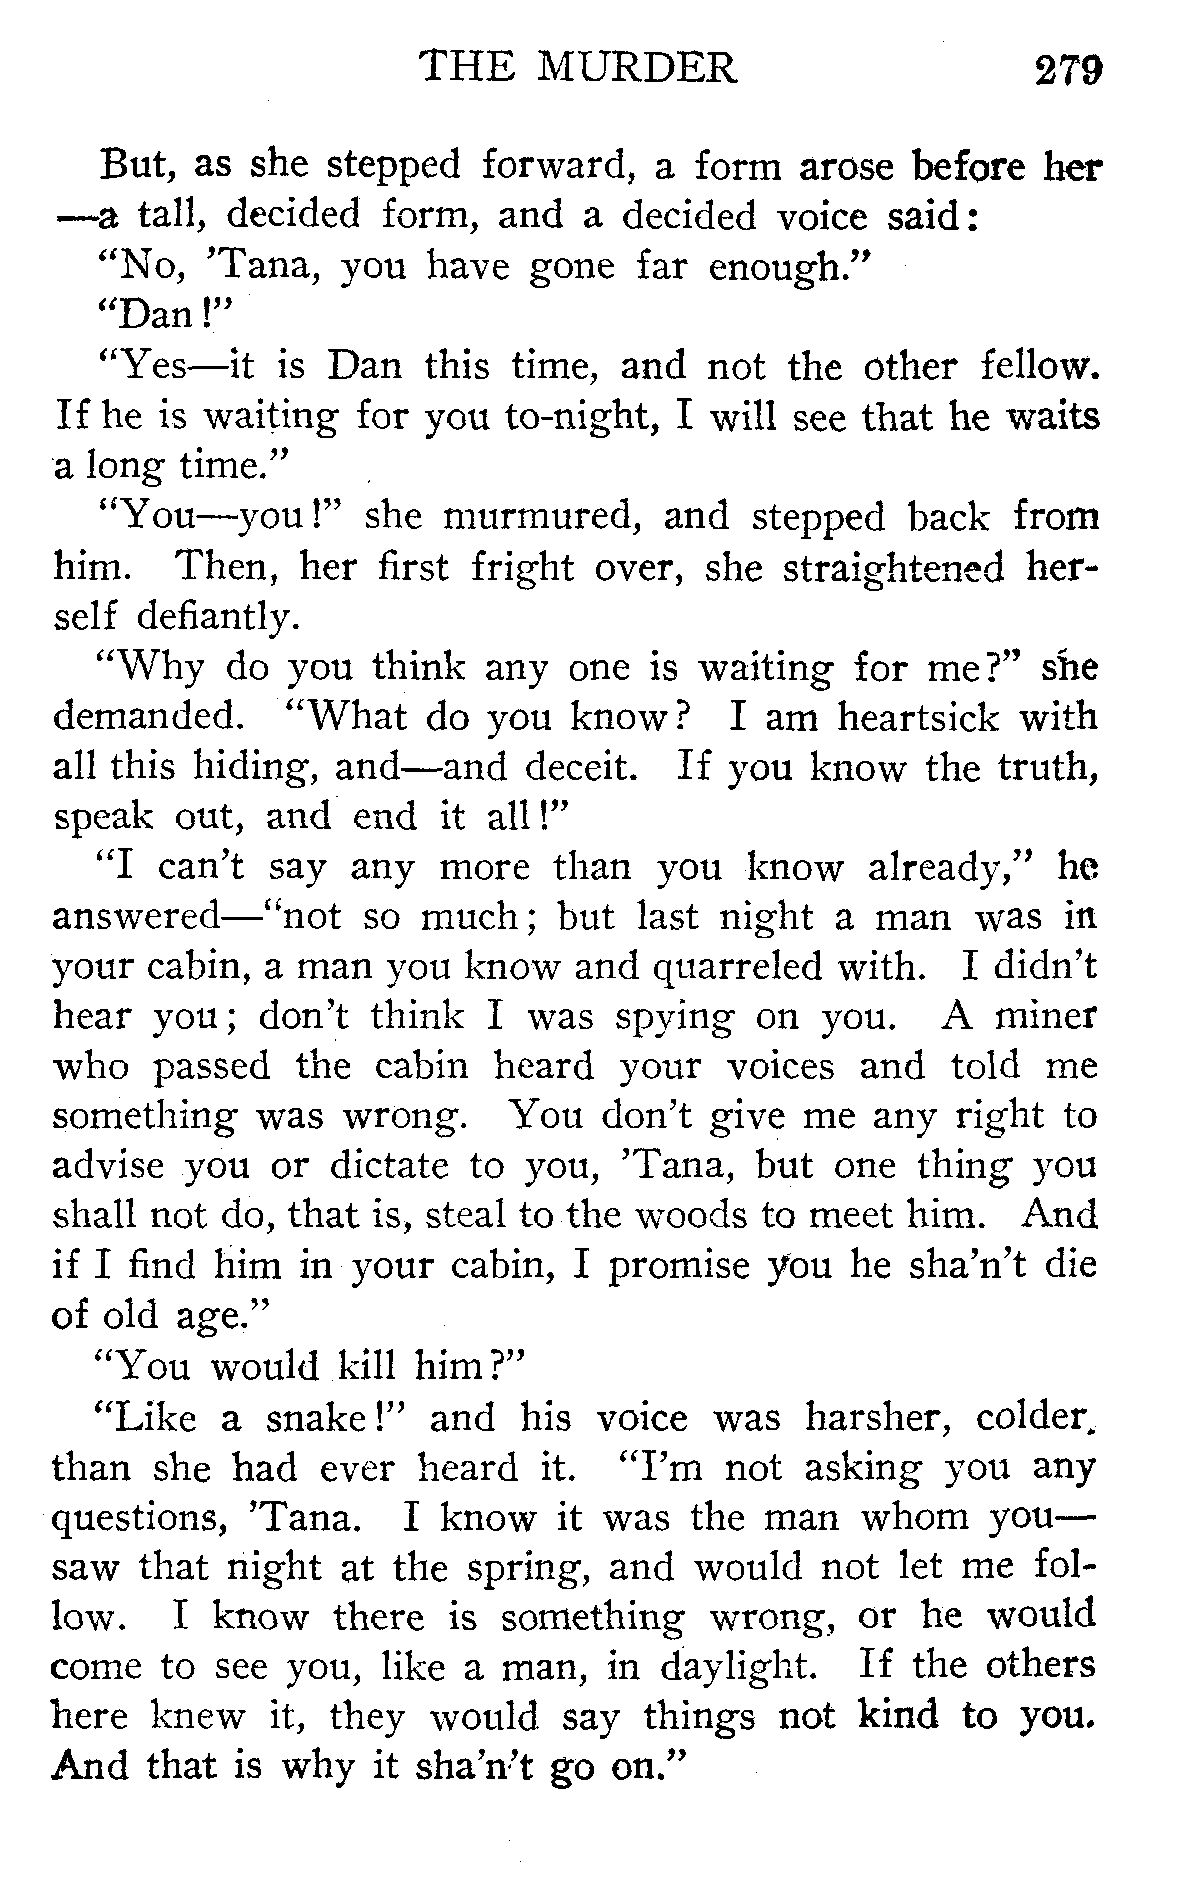 THE MURDER 279
But, as she stepped forward, a form arose before her
—a tall, decided form, and a decided voice said:
“No, ’Tana, you have gone far enough.”
“Dan!”
“Yes—it is Dan this time, and not the other fellow.
If he is waiting for you to-night, I will see that he waits
a long time.”
“You—you!” she murmured, and stepped back from
him. Then, her first fright over, she straightened her-
self defiantly.
“Why do you think any one is waiting for me?” she
demanded. “What do you know? I am heartsick with
all this hiding, and—and deceit. If you know the truth,
speak out, and end it all!”
“I can’t say any more than you know already,” he
answered—“not so much; but last night a man was in
your cabin, a man you know and quarreled with. I didn’t
hear you; don’t think I was spying on you. A miner
who passed the cabin heard your voices and told me
something was wrong. You don’t give me any right to
advise you or dictate to you, ’Tana, but one thing you
shall not do, that is, steal to the woods to meet him. And
if I find him in your cabin, I promise you he sha’n’t die
of old age.”
“You would kill him?”
“Like a snake!” and his voice was harsher, colder,
than she had ever heard it. “I’m not asking you any
questions, ’Tana. I know it was the man whom you—
saw that night at the spring, and would not let me fol-
low. I know there is something wrong, or he would
come to see you, like a man, in daylight. If the others
here knew it, they would say things not kind to you.
And that is why it sha’n’t go on.”